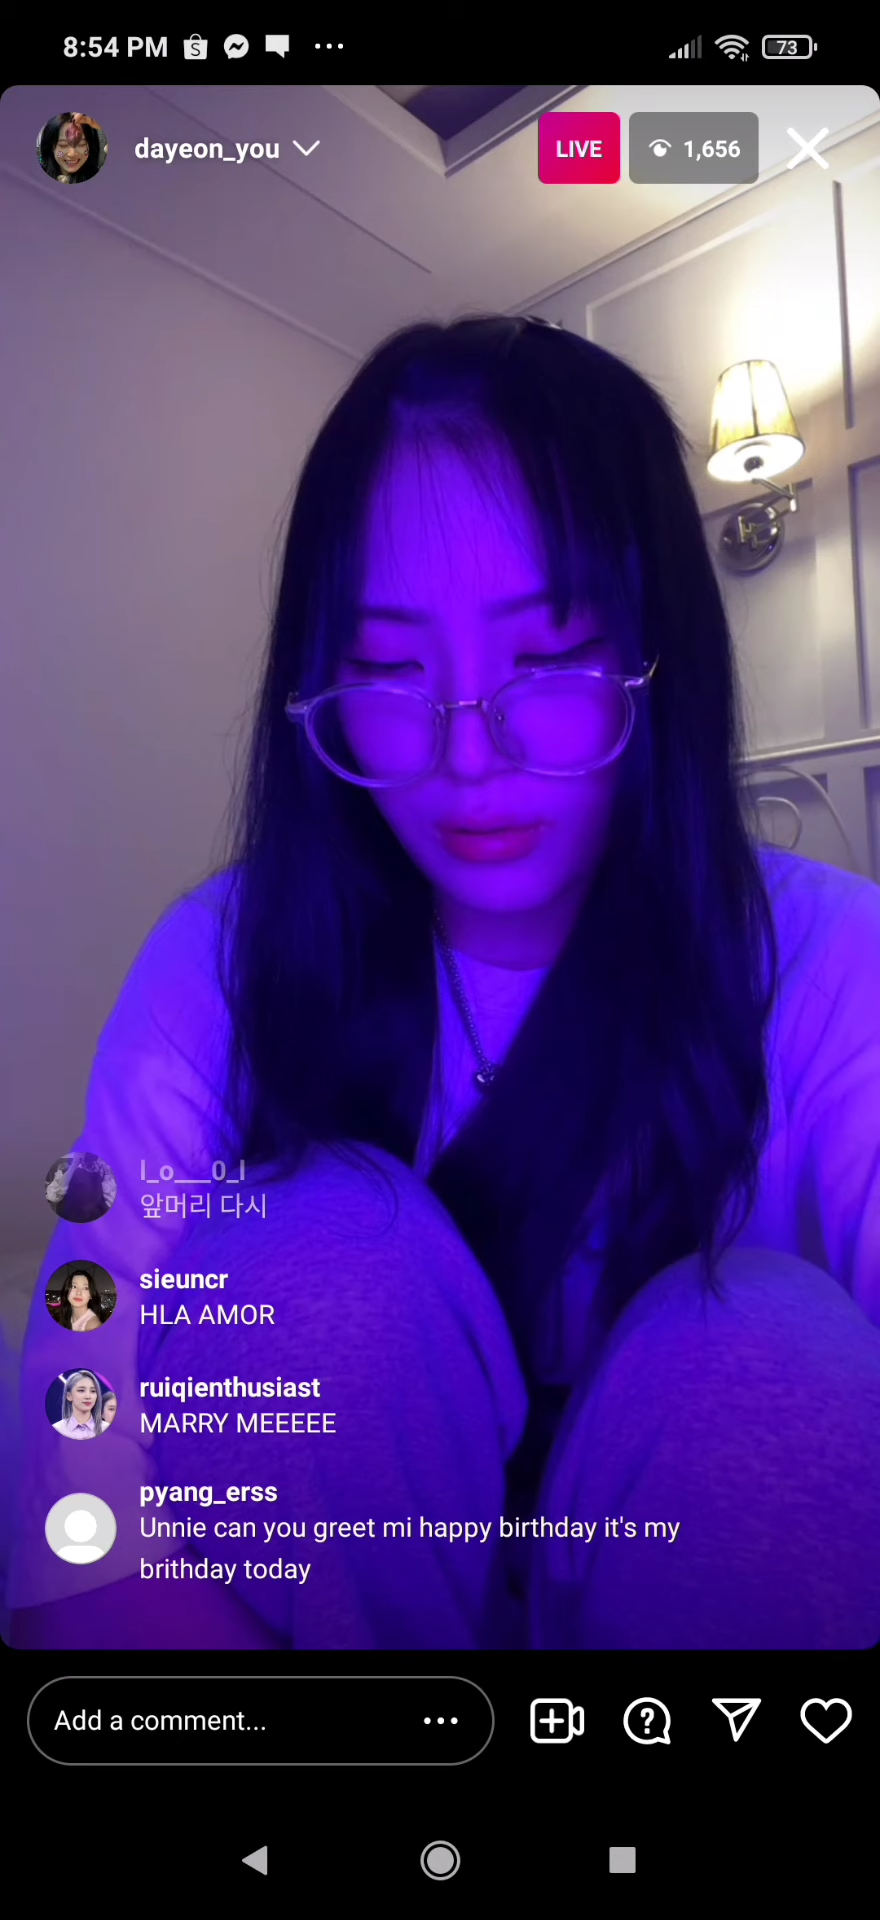 8:54 PM
73
dayeon_you
LIVE
1,656
l_o___0_l
앞머리 다시
sieuncr
HLA AMOR
ruiqienthusiast
MARRY MEEEEE
pyang_erss
Unnie can you greet mi happy birthday it's my
brithday today
Add a comment...